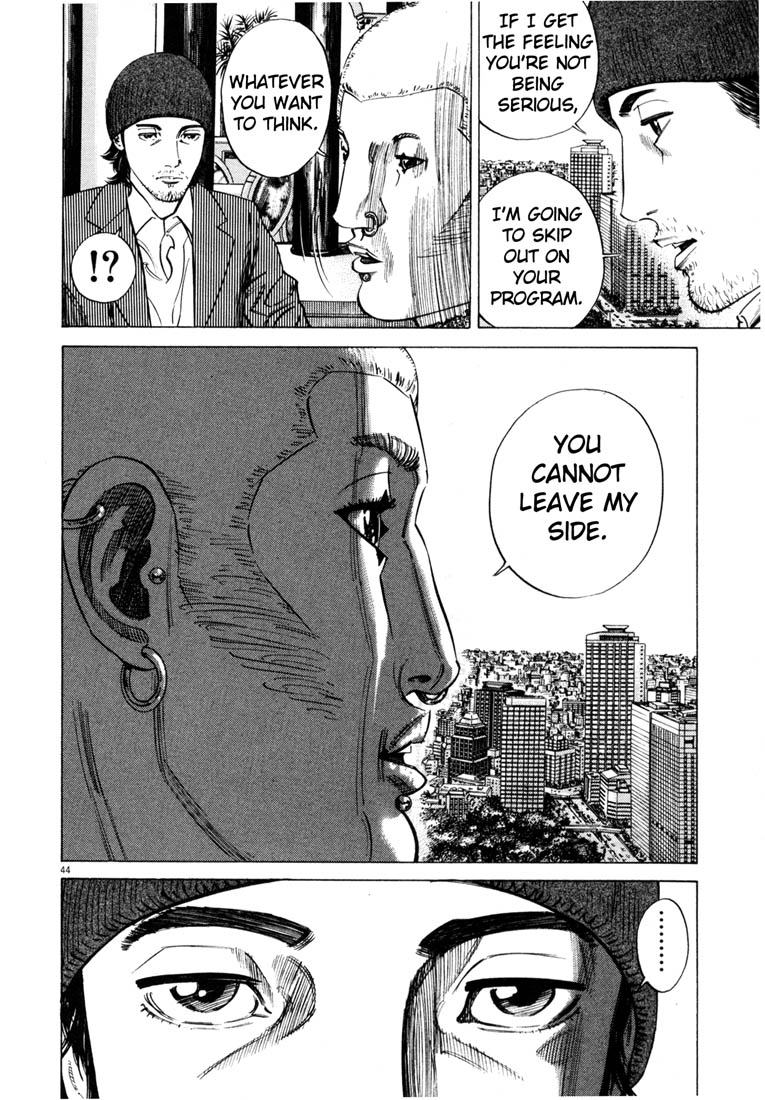 IF I GET
THE FEELING
YOU'RE NOT
BEING
SERIOUS,
I'M GOING
TO SKIP
OUT ON
YOUR
PROGRAM.
WHATEVER
YOU WANT
TO THINK.
!?
YOU
CANNOT
LEAVE MY
SIDE.
44
........